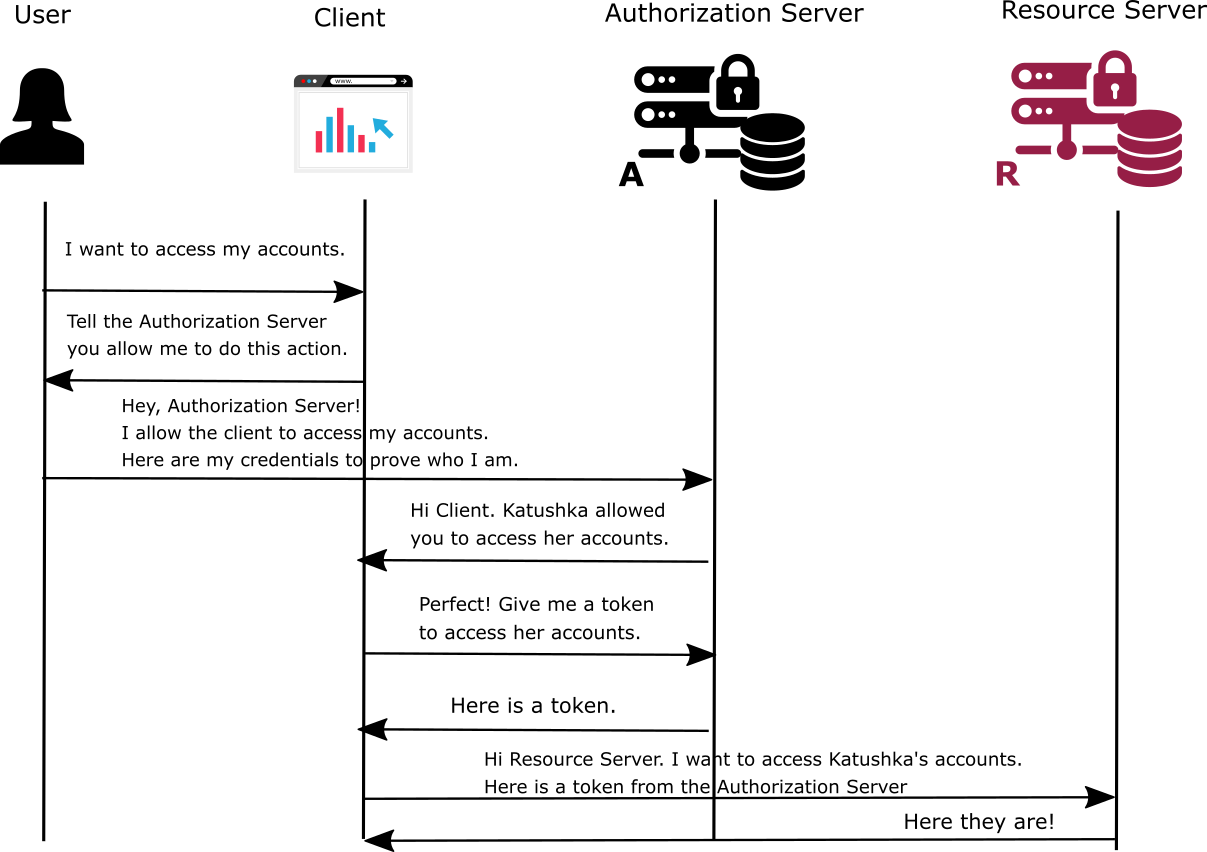 User
Client
Authorization Server
Resource Server
www.
A
R
I want to access my accounts.
Tell the Authorization Server
you allow me to do this action.
Hey, Authorization Server!
I allow the client to access my accounts.
Here are my credentials to prove who I am.
Hi Client. Katushka allowed
you to access her accounts.
Perfect! Give me a token
to access her accounts.
Here is a token.
Hi Resource Server. I want to access Katushka's accounts.
Here is a token from the Authorization Server
Here they are!